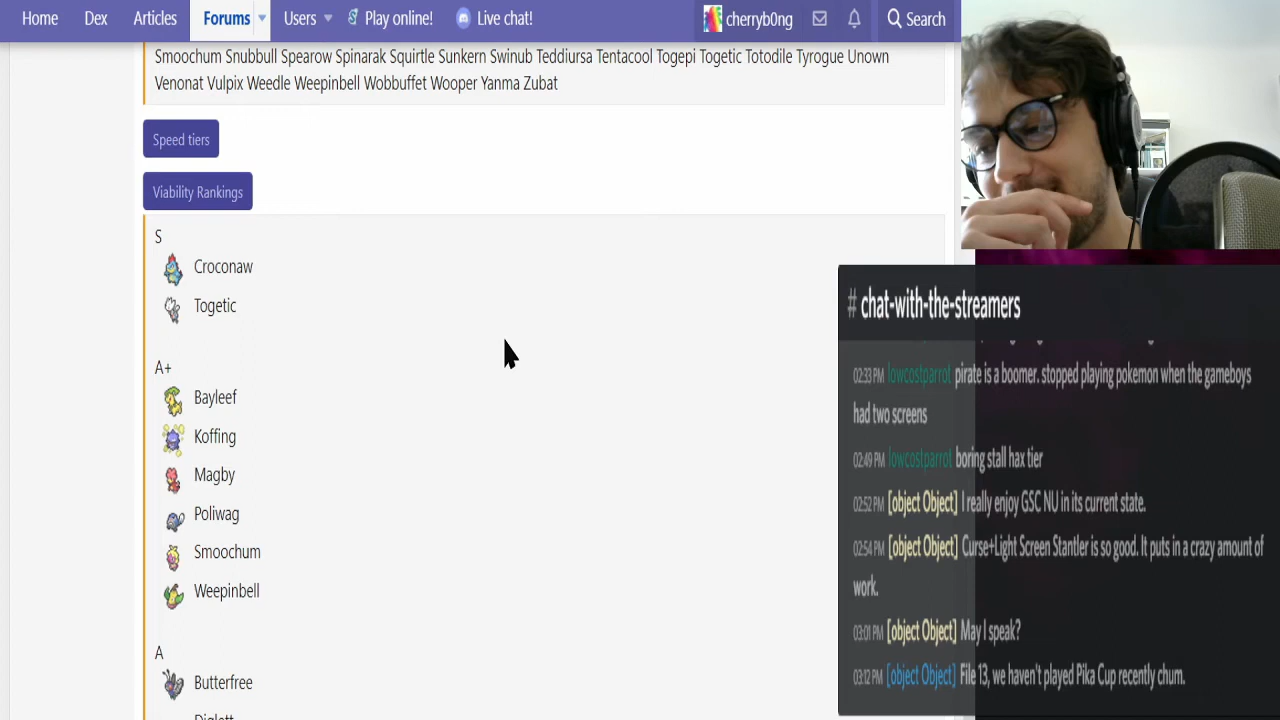 Home Dex Articles Forums Users Play online! Live chat! cherryb0ng Search
Smoochum Snubbull Spearow Spinarak Squirtle Sunkern Swinub Teddiursa Tentacool Togepi Togetic Totodile Tyrogue Unown
Venonat Vulpix Weedle Weepinbell Wobbuffet Wooper Yanma Zubat
Speed tiers
Viability Rankings
S
Croconaw
Togetic
A+
Bayleef
Koffing
Magby
Poliwag
Smoochum
Weepinbell
A
Butterfree
Diglett
# chat-with-the-streamers
02:33 PM lowcostparrot pirate is a boomer. stopped playing pokemon when the gameboys
had two screens
02:49 PM lowcostparrot boring stall hax tier
02:52 PM [object Object] I really enjoy GSC NU in its current state.
02:54 PM [object Object] Curse+Light Screen Stantler is so good. It puts in a crazy amount of
work.
03:01 PM [object Object] May I speak?
03:12 PM [object Object] File 13, we haven't played Pika Cup recently chum.